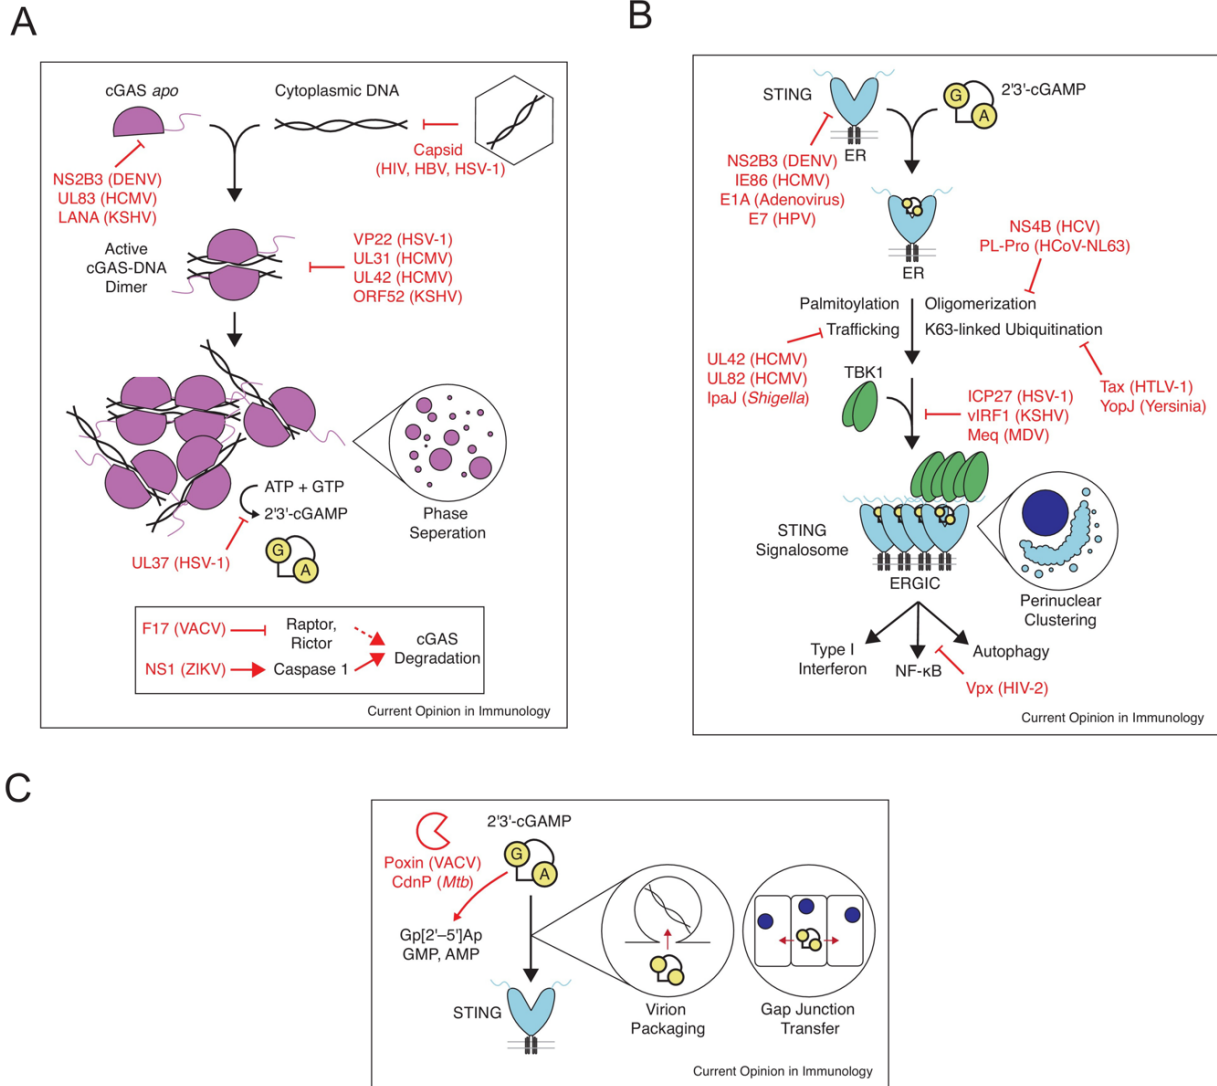 A
cGAS apo
Cytoplasmic DNA
Capsid
(HIV, HBV, HSV-1)
NS2B3 (DENV)
UL83 (HCMV)
LANA (KSHV)
Active
cGAS-DNA
Dimer
VP22 (HSV-1)
UL31 (HCMV)
UL42 (HCMV)
ORF52 (KSHV)
ATP + GTP
2'3'-cGAMP
UL37 (HSV-1)
G
A
Phase
Seperation
F17 (VACV)
Raptor,
Rictor
NS1 (ZIKV)
Caspase 1
cGAS
Degradation
Current Opinion in Immunology
B
STING
2'3'-cGAMP
G
A
ER
NS2B3 (DENV)
IE86 (HCMV)
E1A (Adenovirus)
E7 (HPV)
ER
NS4B (HCV)
PL-Pro (HCoV-NL63)
Palmitoylation
Oligomerization
Trafficking
K63-linked Ubiquitination
UL42 (HCMV)
UL82 (HCMV)
IpaJ (Shigella)
TBK1
Tax (HTLV-1)
YopJ (Yersinia)
ICP27 (HSV-1)
vIRF1 (KSHV)
Meq (MDV)
STING
Signalosome
ERGIC
Perinuclear
Clustering
Type I
Interferon
NF-κB
Autophagy
Vpx (HIV-2)
Current Opinion in Immunology
C
2'3'-cGAMP
G
A
Poxin (VACV)
CdnP (Mtb)
Gp[2'–5']Ap
GMP, AMP
STING
Virion
Packaging
Gap Junction
Transfer
Current Opinion in Immunology